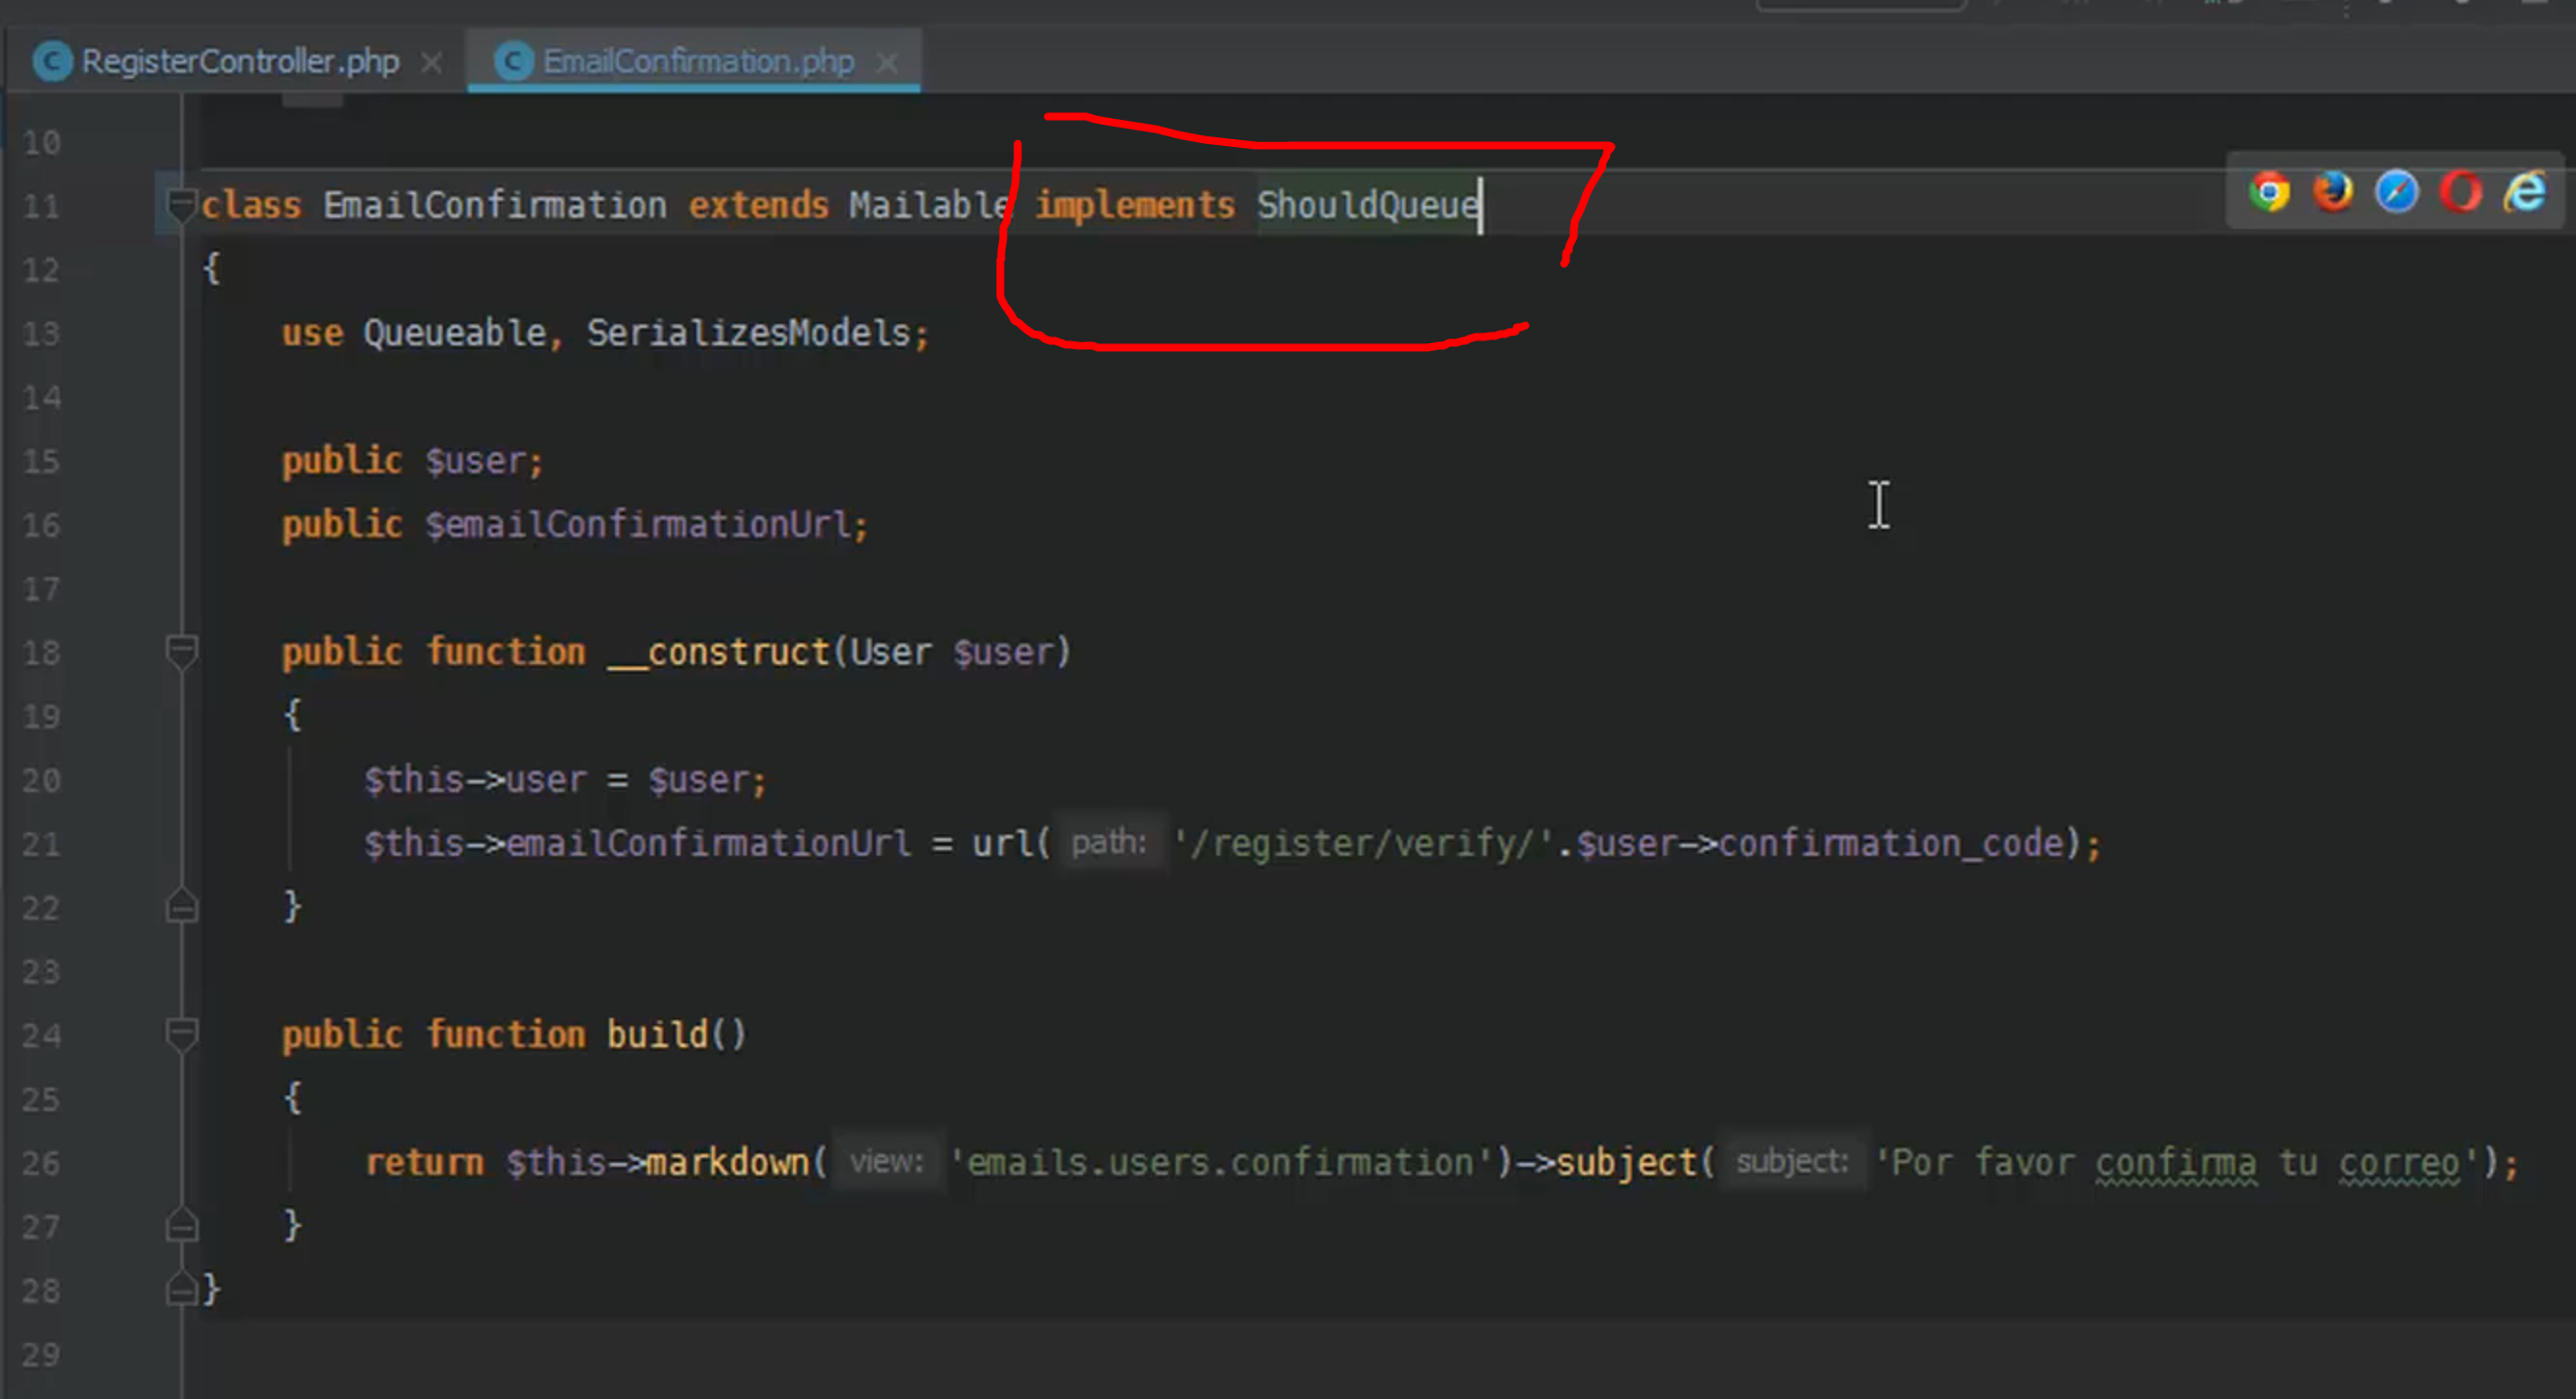 RegisterController.php EmailConfirmation.php
10
11 class EmailConfirmation extends Mailable implements ShouldQueue
12 {
13 use Queueable, SerializesModels;
14
15 public $user;
16 public $emailConfirmationUrl;
17
18 public function __construct(User $user)
19 {
20 $this->user = $user;
21 $this->emailConfirmationUrl = url( path: '/register/verify/'.$user->confirmation_code);
22 }
23
24 public function build()
25 {
26 return $this->markdown( view: 'emails.users.confirmation')->subject( subject: 'Por favor confirma tu correo');
27 }
28 }
29